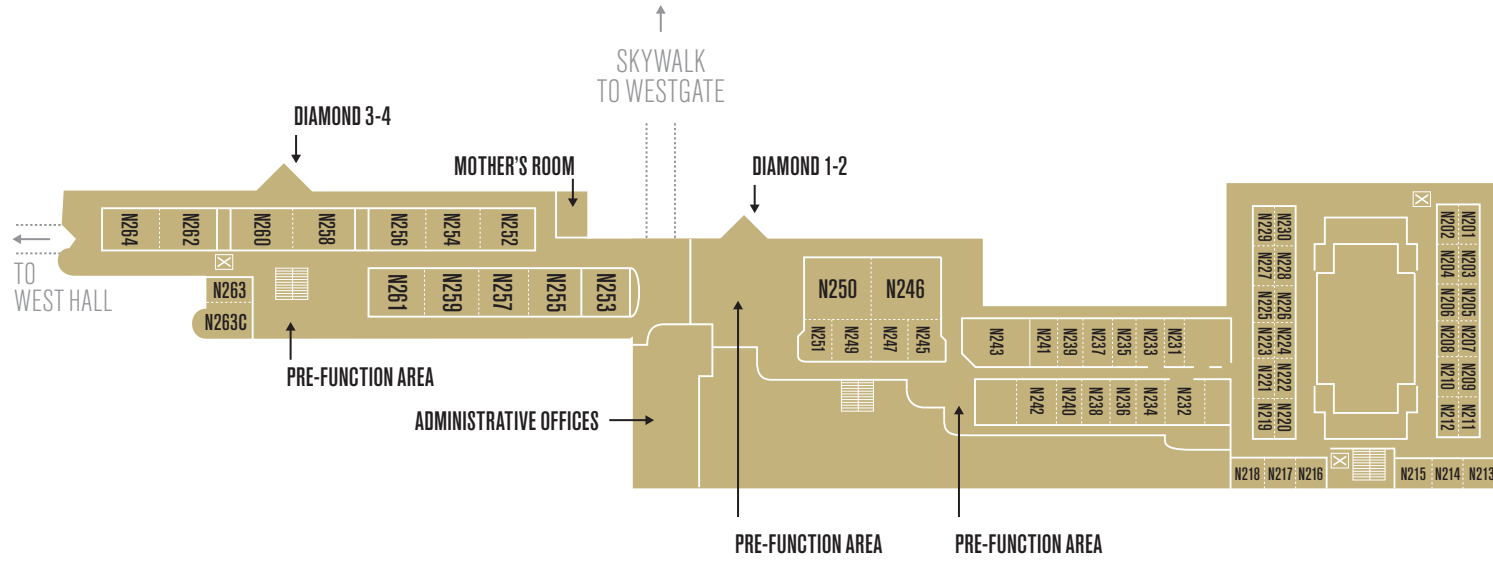 SKYWALK
TO WESTGATE
DIAMOND 3-4
MOTHER'S ROOM
DIAMOND 1-2
N264
N262
N260
N258
N256
N254
N252
TO
WEST HALL
N263
N263C
N261
N259
N257
N255
N253
N250
N246
N251
N249
N247
N245
N243
N241
N239
N237
N235
N233
N231
N242
N240
N238
N236
N234
N232
N229
N230
N227
N228
N225
N226
N223
N224
N221
N222
N219
N220
N202
N201
N204
N203
N206
N205
N208
N207
N210
N209
N212
N211
N218
N217
N216
N215
N214
N213
PRE-FUNCTION AREA
ADMINISTRATIVE OFFICES
PRE-FUNCTION AREA
PRE-FUNCTION AREA